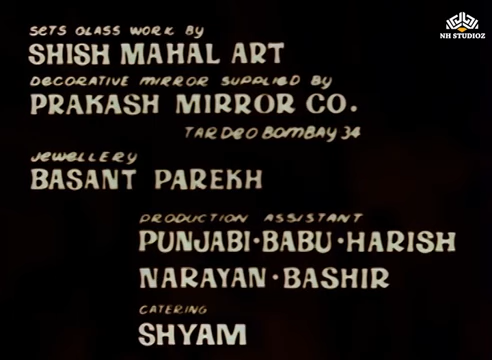 NH STUDIOZ
SETS GLASS WORK BY
SHISH MAHAL ART
DECORATIVE MIRROR SUPPLIED BY
PRAKASH MIRROR CO.
TARDEO BOMBAY 34
JEWELLERY
BASANT PAREKH
PRODUCTION ASSISTANT
PUNJABI·BABU·HARISH
NARAYAN·BASHIR
CATERING
SHYAM